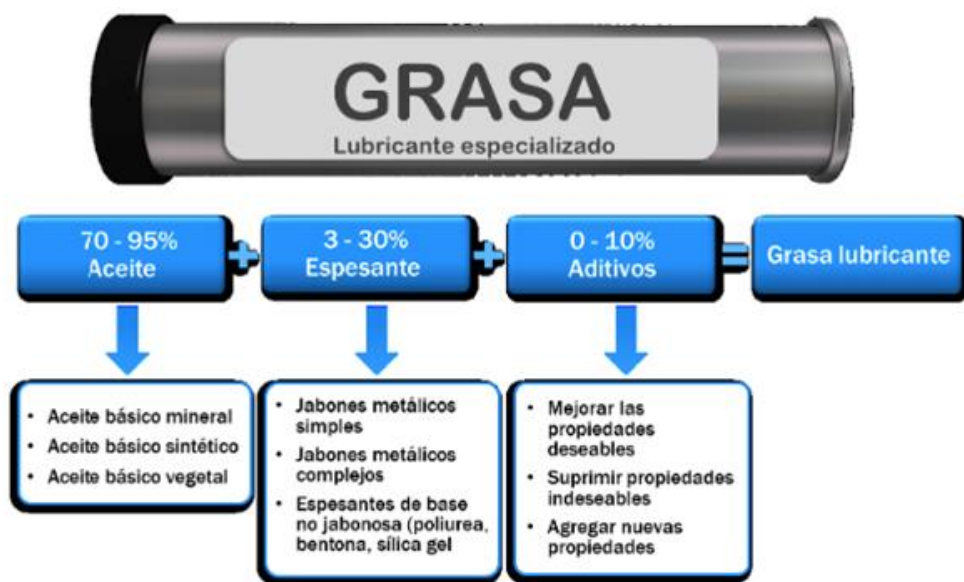 GRASA
Lubricante especializado
70 - 95%
Aceite
+
3 - 30%
Espesante
+
0 - 10%
Aditivos
=
Grasa lubricante
• Aceite básico mineral
• Aceite básico sintético
• Aceite básico vegetal
• Jabones metálicos
simples
• Jabones metálicos
complejos
• Espesantes de base
no jabonosa (poliurea,
bentona, sílica gel
• Mejorar las
propiedades
deseables
• Suprimir propiedades
indeseables
• Agregar nuevas
propiedades